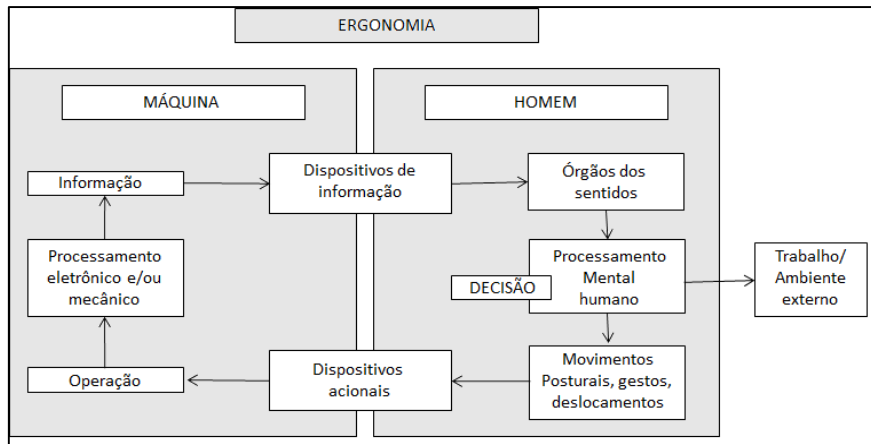 ERGONOMIA
MÁQUINA
HOMEM
Informação
Dispositivos de
informação
Órgãos dos
sentidos
Processamento
eletrônico e/ou
mecânico
DECISÃO
Processamento
Mental
humano
Trabalho/
Ambiente
externo
Operação
Dispositivos
acionais
Movimentos
Posturais, gestos,
deslocamentos